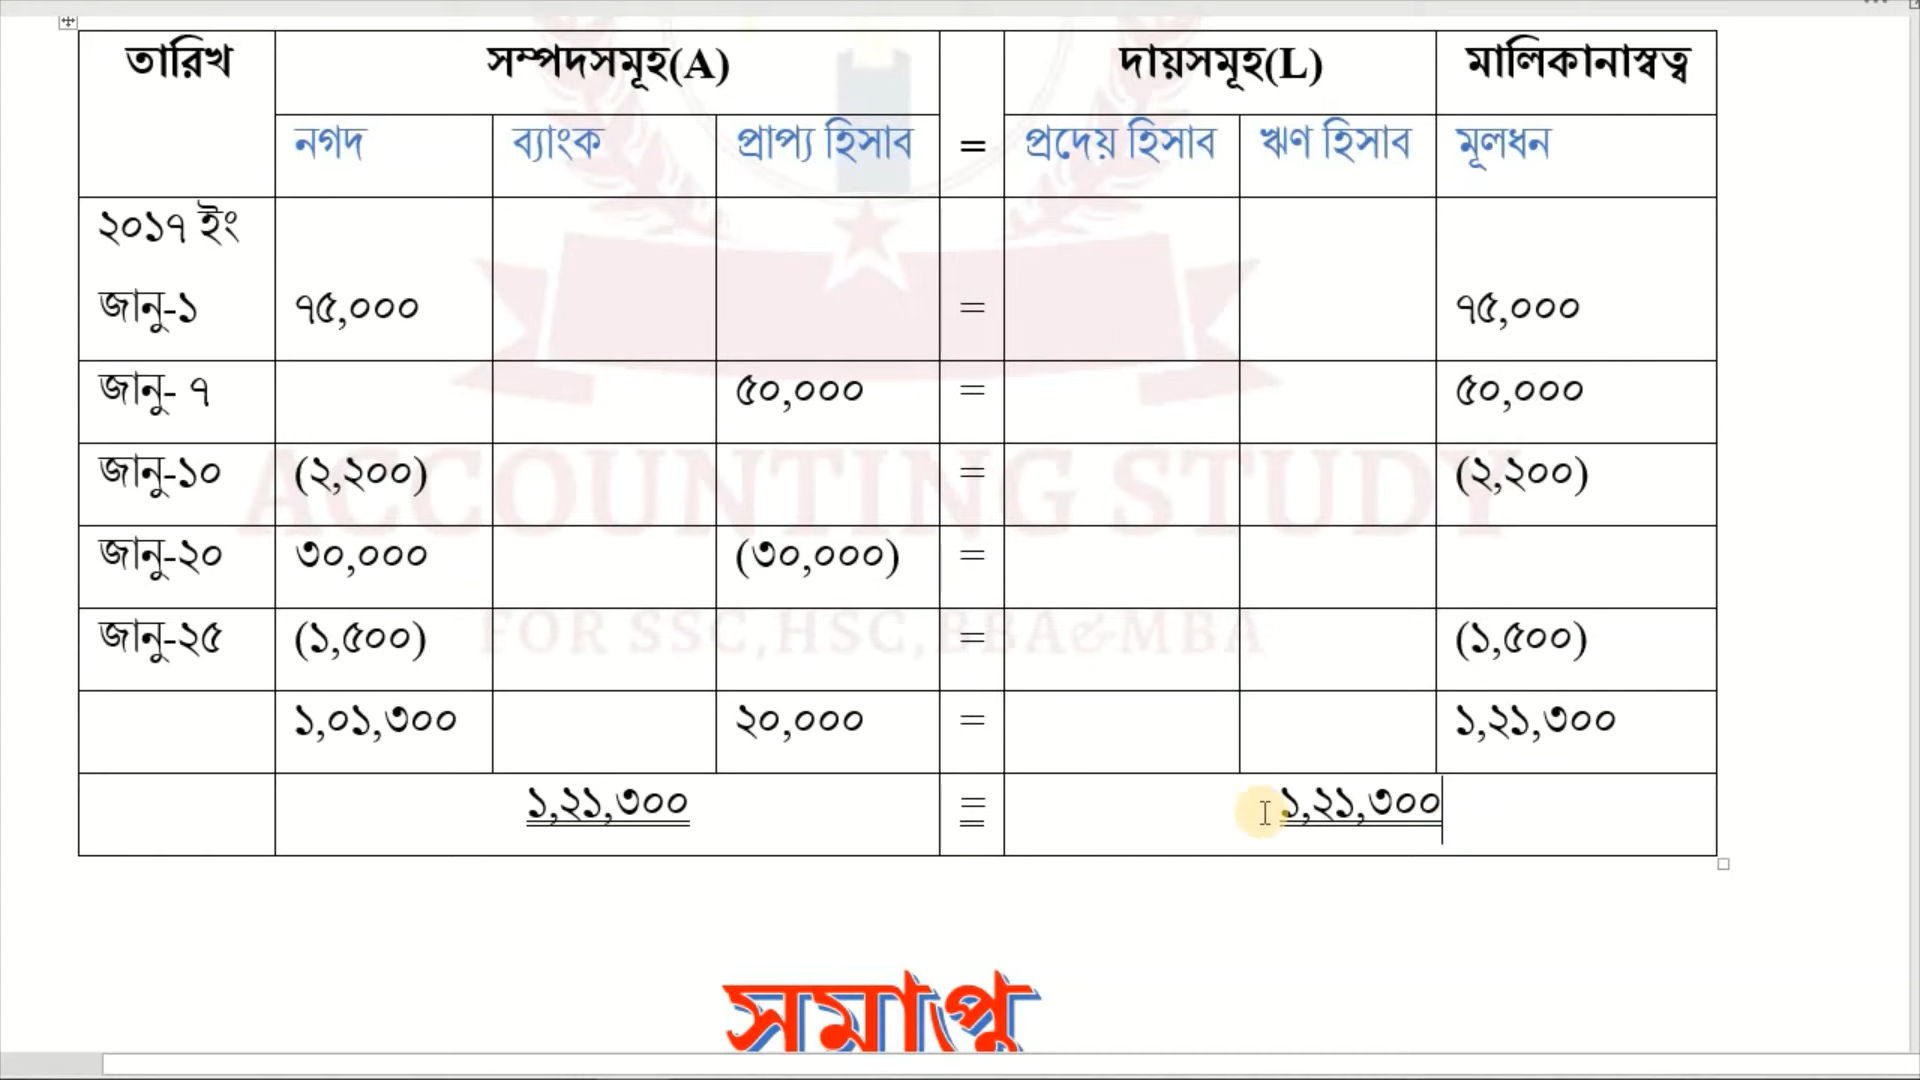 তারিখ সম্পদসমূহ(A) দায়সমূহ(L) মালিকানাস্বত্ব
নগদ ব্যাংক প্রাপ্য হিসাব = প্রদেয় হিসাব ঋণ হিসাব মূলধন
২০১৭ ইং
জানু-১ ৭৫,০০০ = ৭৫,০০০
জানু- ৭ ৫০,০০০ = ৫০,০০০
জানু-১০ (২,২০০) = (২,২০০)
ACCOUNTING STUDY
জানু-২০ ৩০,০০০ (৩০,০০০) =
জানু-২৫ (১,৫০০) = (১,৫০০)
FOR SSC,HSC,BBA&MBA
১,০১,৩০০ ২০,০০০ = ১,২১,৩০০
১,২১,৩০০ = ১,২১,৩০০
সমাপ্ত